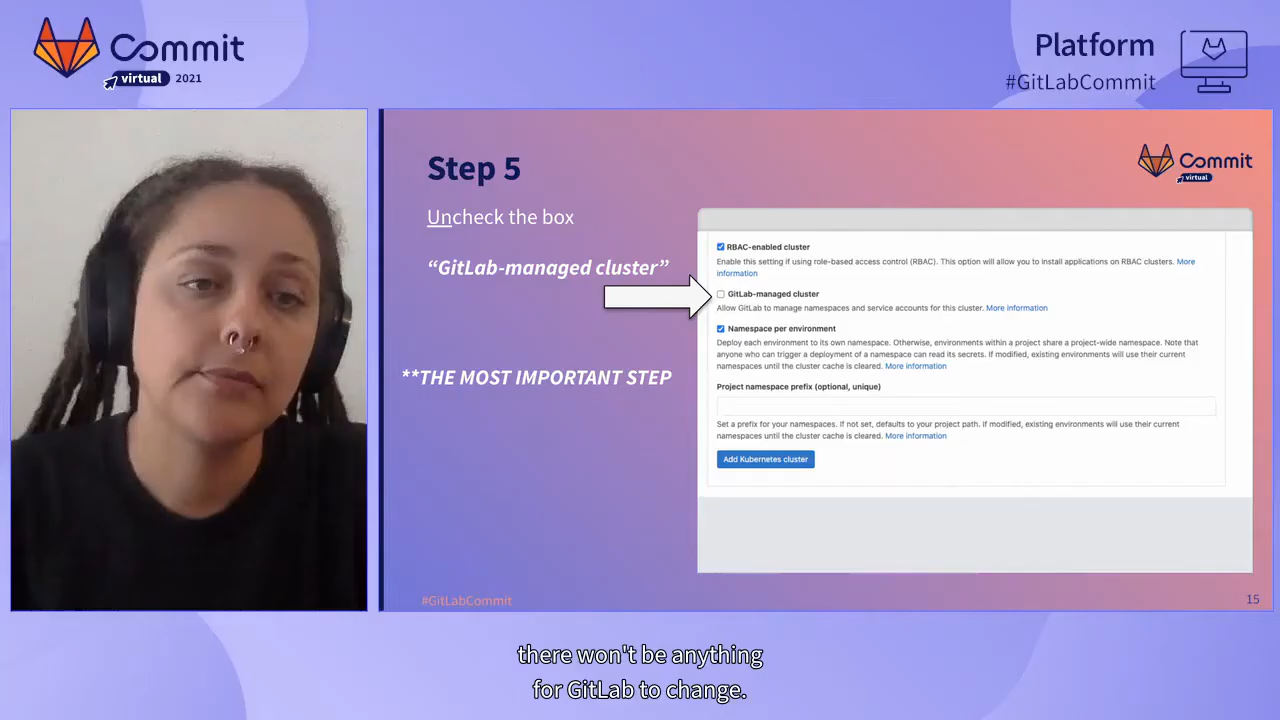 Commit
virtual 2021
Platform
#GitLabCommit
Step 5
Commit
virtual
Uncheck the box
“GitLab-managed cluster”
**THE MOST IMPORTANT STEP
RBAC-enabled cluster
Enable this setting if using role-based access control (RBAC). This option will allow you to install applications on RBAC clusters. More
information
GitLab-managed cluster
Allow GitLab to manage namespaces and service accounts for this cluster. More information
Namespace per environment
Deploy each environment to its own namespace. Otherwise, environments within a project share a project-wide namespace. Note that
anyone who can trigger a deployment of a namespace can read its secrets. If modified, existing environments will use their current
namespaces until the cluster cache is cleared. More information
Project namespace prefix (optional, unique)
Set a prefix for your namespaces. If not set, defaults to your project path. If modified, existing environments will use their current
namespaces until the cluster cache is cleared. More information
Add Kubernetes cluster
#GitLabCommit
15
there won't be anything
for GitLab to change.